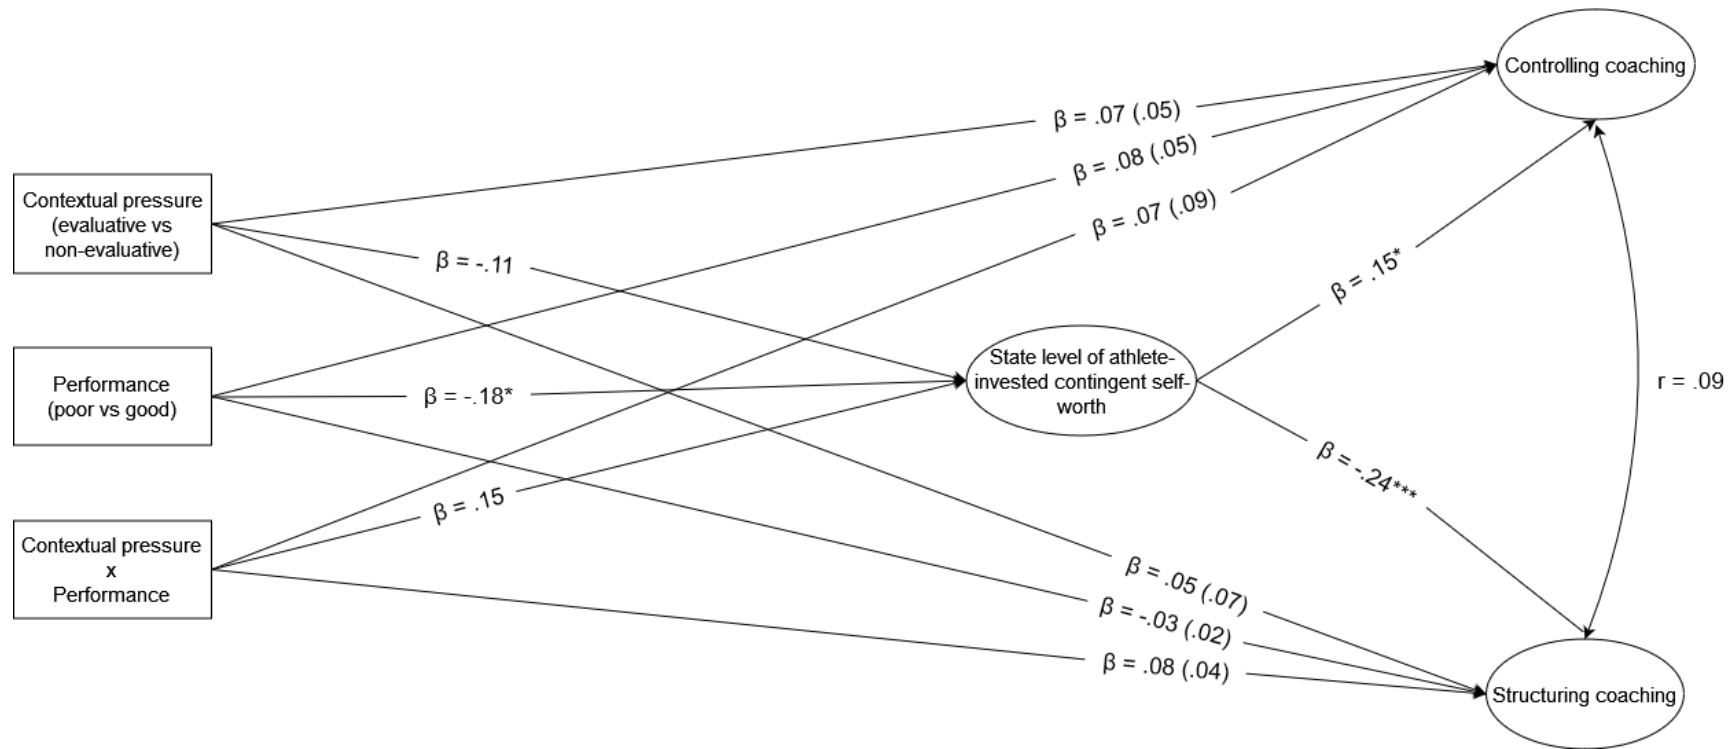 Controlling coaching
β = .07 (.05)
β = .08 (.05)
β = .07 (.09)
Contextual pressure
(evaluative vs
non-evaluative)
β = -.11
β = .15*
Performance
(poor vs good)
β = -.18*
State level of athlete-
invested contingent self-
worth
r = .09
β = -.24***
β = .15
Contextual pressure
x
Performance
β = .05 (.07)
β = -.03 (.02)
β = .08 (.04)
Structuring coaching